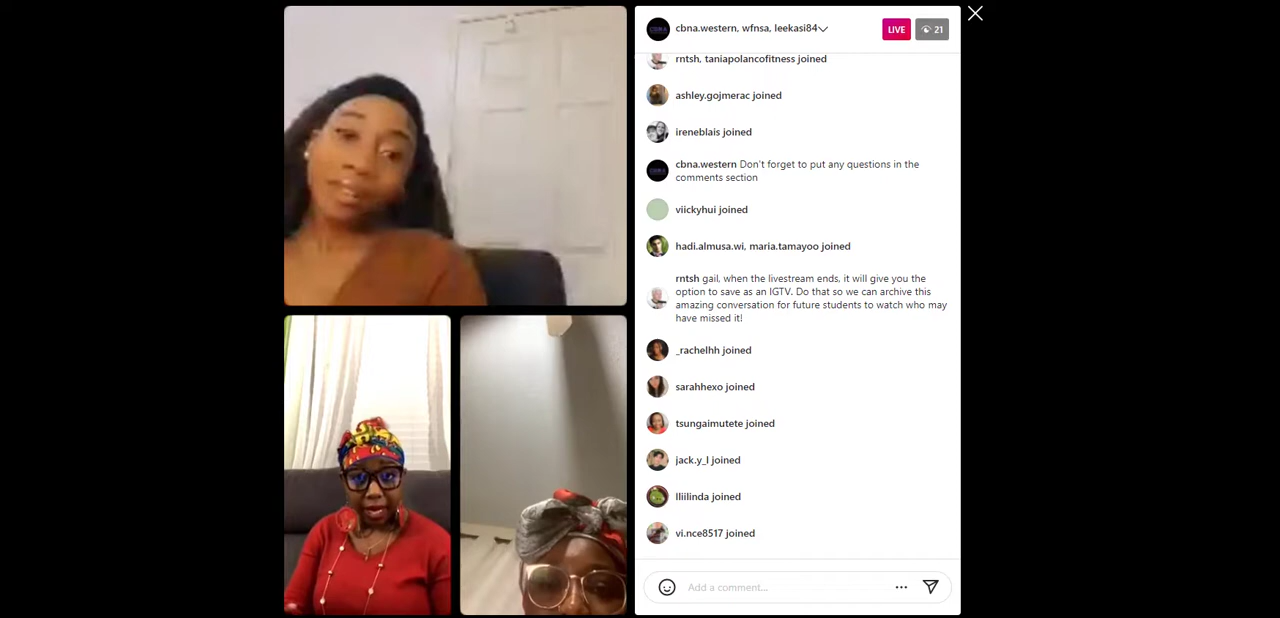 cbna.western, wfnsa, leekasi84
LIVE
21
rntsh, taniapolancofitness joined
ashley.gojmerac joined
ireneblais joined
cbna.western Don't forget to put any questions in the
comments section
viickyhui joined
hadi.almusa.wi, maria.tamayoo joined
rntsh gail, when the livestream ends, it will give you the
option to save as an IGTV. Do that so we can archive this
amazing conversation for future students to watch who may
have missed it!
_rachelhh joined
sarahhexo joined
tsungaimutete joined
jack.y_l joined
lliilinda joined
vi.nce8517 joined
Add a comment...